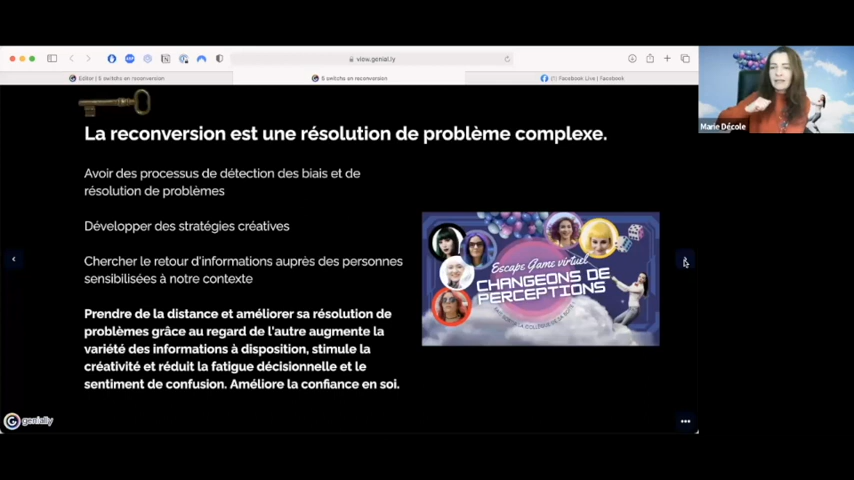 view.genial.ly
Editor | 5 switchs en reconversion
5 switchs en reconversion
(1) Facebook Live | Facebook
Marie Décole
La reconversion est une résolution de problème complexe.
Avoir des processus de détection des biais et de
résolution de problèmes
Développer des stratégies créatives
Chercher le retour d'informations auprès des personnes
sensibilisées à notre contexte
Prendre de la distance et améliorer sa résolution de
problèmes grâce au regard de l'autre augmente la
variété des informations à disposition, stimule la
créativité et réduit la fatigue décisionnelle et le
sentiment de confusion. Améliore la confiance en soi.
Escape Game virtuel
CHANGEONS DE
PERCEPTIONS
genially